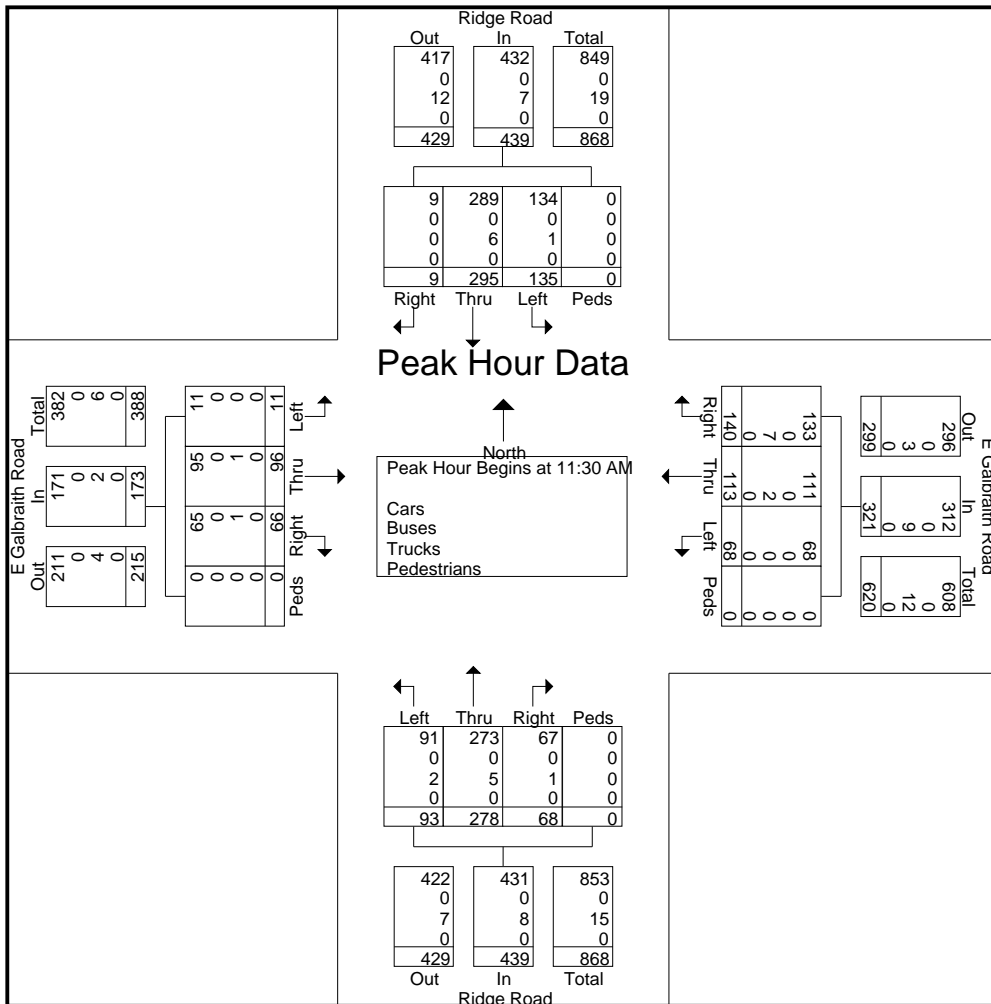 Ridge Road
Out In Total
417 432 849
0 0 0
12 7 19
0 0 0
429 439 868
9 289 134 0
0 0 0 0
0 6 1 0
0 0 0 0
9 295 135 0
Right Thru Left Peds
Peak Hour Data
North
Peak Hour Begins at 11:30 AM
Cars
Buses
Trucks
Pedestrians
E Galbraith Road
Out In Total
211 171 382
0 0 0
4 2 6
0 0 0
215 173 388
Peds Right Thru Left
0 65 95 11
0 0 0 0
0 1 1 0
0 0 0 0
0 66 96 11
E Galbraith Road
Out In Total
296 312 608
0 0 0
3 9 12
0 0 0
299 321 620
133 111 68 0
0 0 0 0
7 2 0 0
0 0 0 0
140 113 68 0
Right Thru Left Peds
Left Thru Right Peds
91 273 67 0
0 0 0 0
2 5 1 0
0 0 0 0
93 278 68 0
422 431 853
0 0 0
7 8 15
0 0 0
429 439 868
Out In Total
Ridge Road